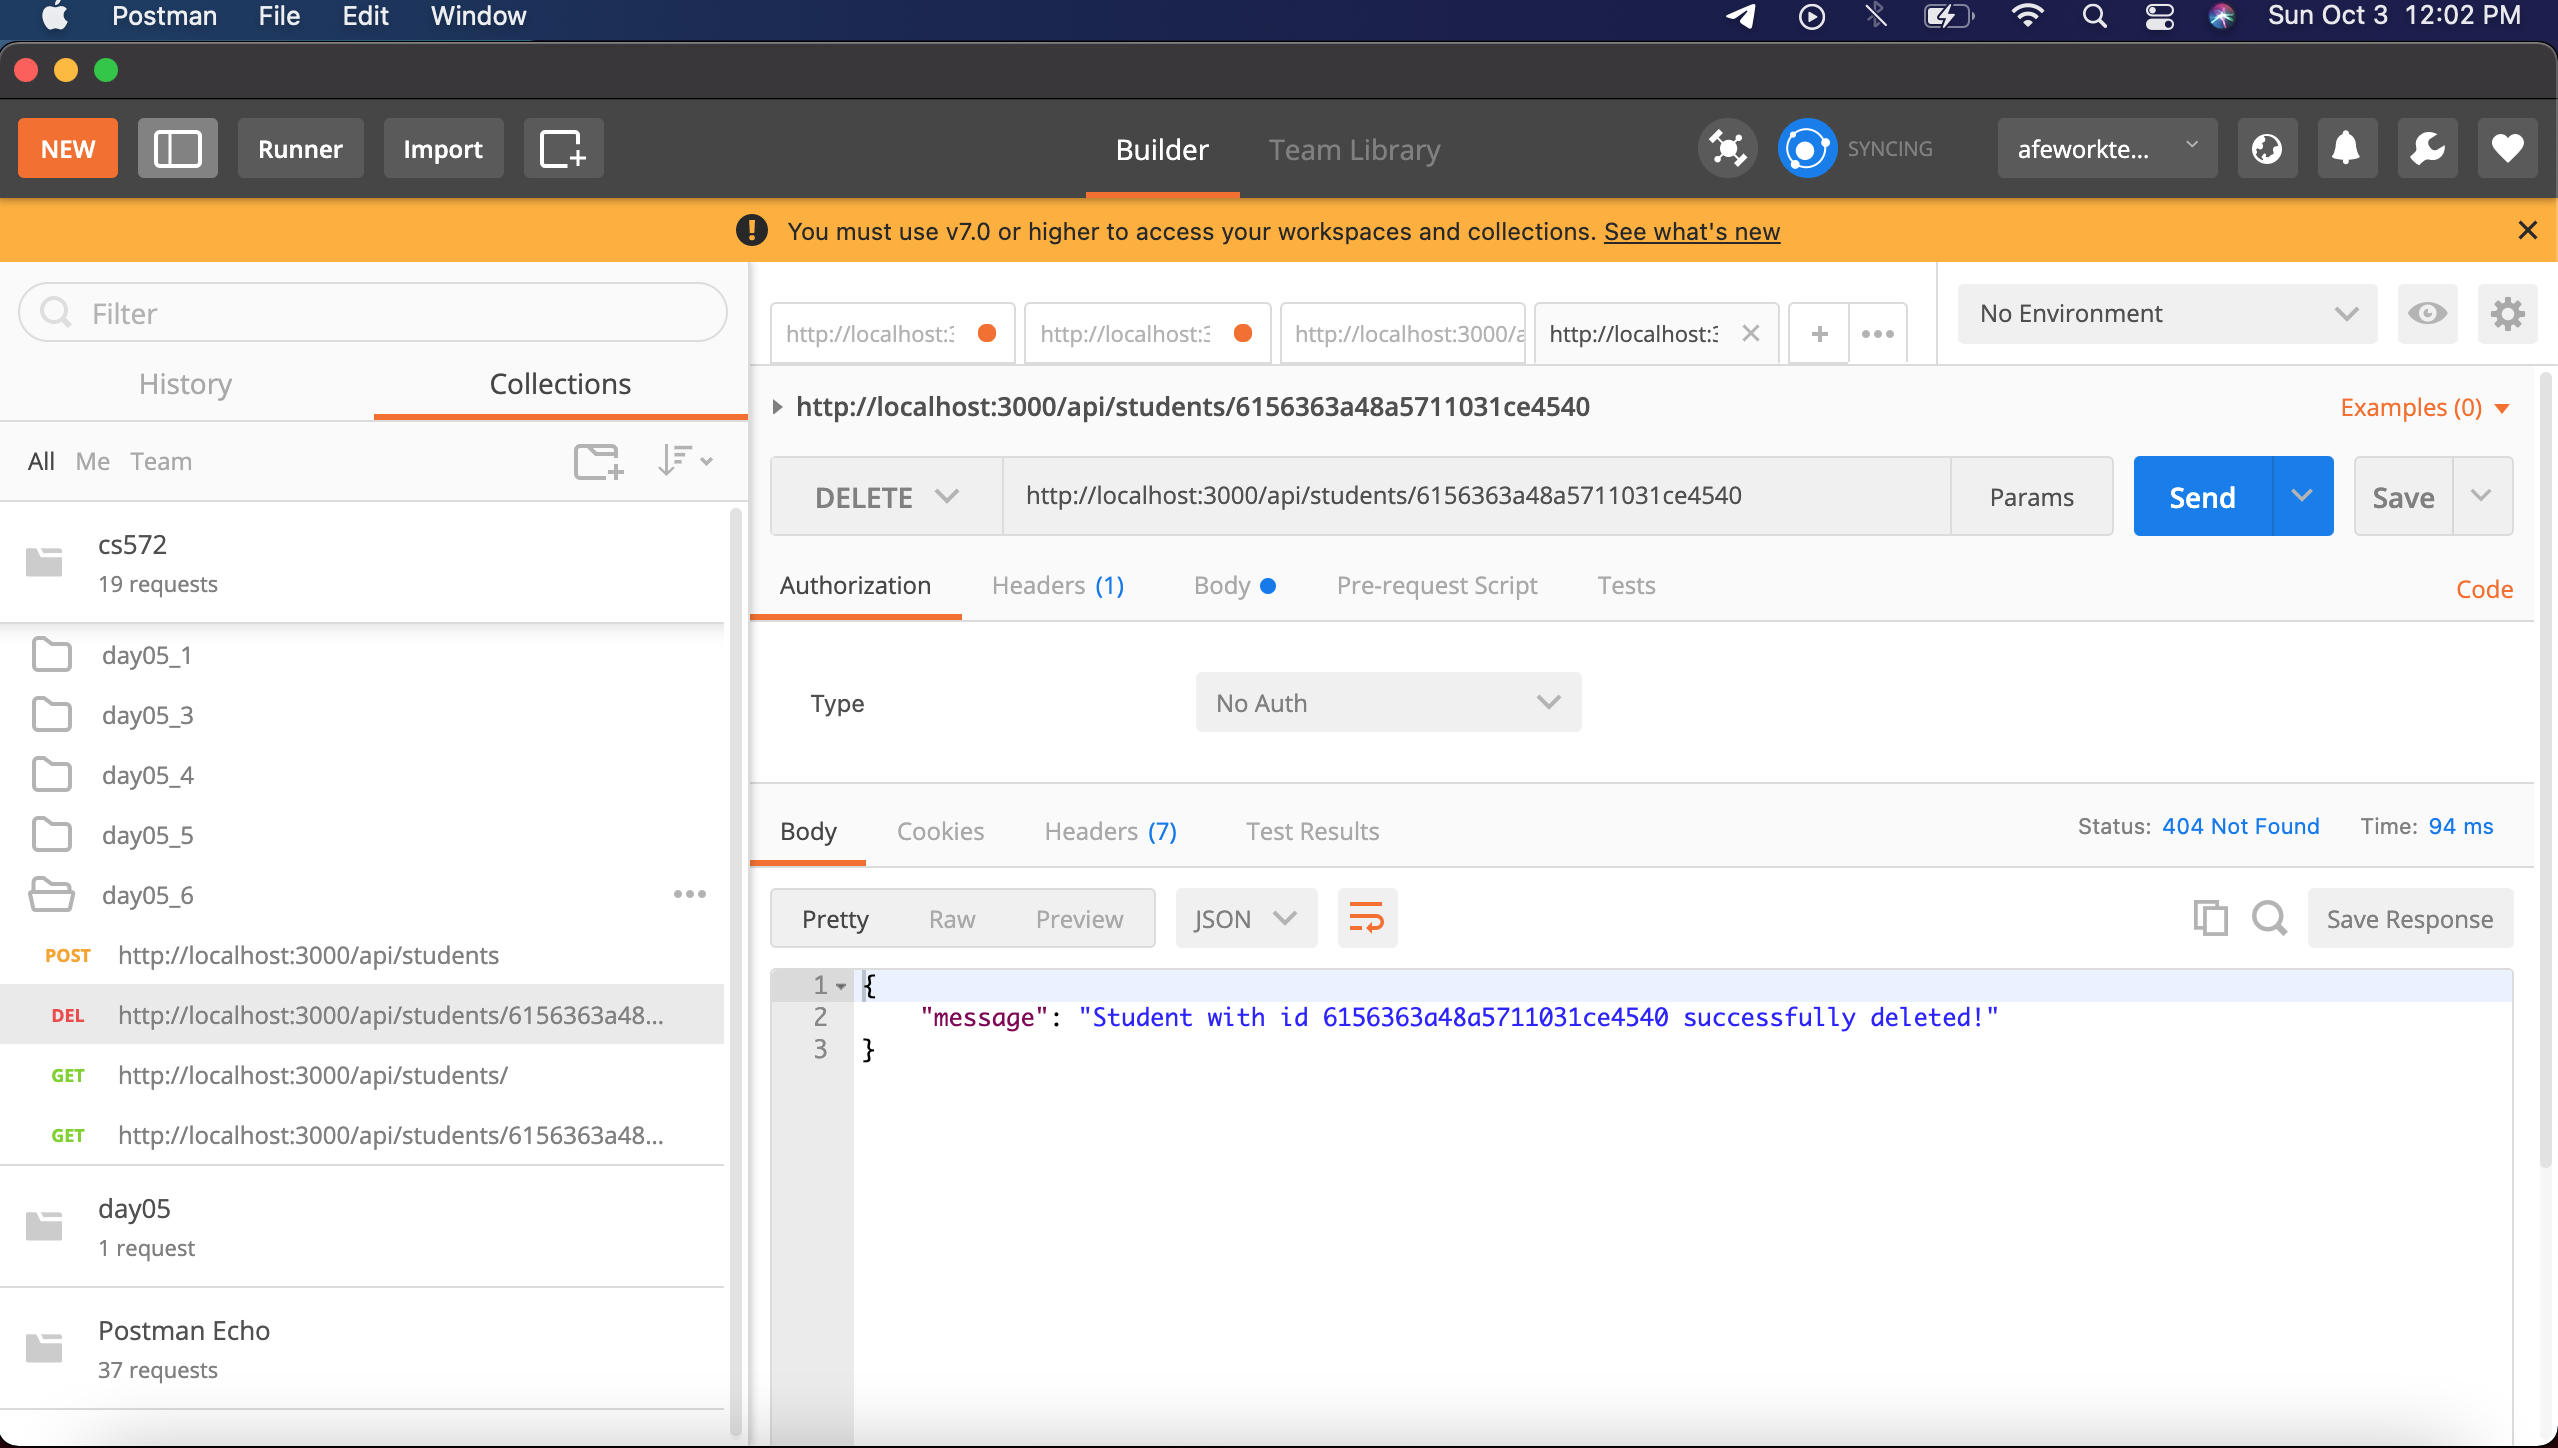 Postman File Edit Window Sun Oct 3 12:02 PM
NEW Runner Import Builder Team Library SYNCING afeworkte...
You must use v7.0 or higher to access your workspaces and collections. See what's new
Filter
http://localhost:3 http://localhost:3 http://localhost:3000/a http://localhost:3 No Environment
History Collections
http://localhost:3000/api/students/6156363a48a5711031ce4540 Examples (0)
All Me Team
DELETE http://localhost:3000/api/students/6156363a48a5711031ce4540 Params Send Save
cs572
19 requests
Authorization Headers (1) Body Pre-request Script Tests Code
day05_1
day05_3
Type No Auth
day05_4
day05_5
Body Cookies Headers (7) Test Results Status: 404 Not Found Time: 94 ms
day05_6
Pretty Raw Preview JSON Save Response
POST http://localhost:3000/api/students
1 {
DEL http://localhost:3000/api/students/6156363a48...
2 "message": "Student with id 6156363a48a5711031ce4540 successfully deleted!"
3 }
GET http://localhost:3000/api/students/
GET http://localhost:3000/api/students/6156363a48...
day05
1 request
Postman Echo
37 requests